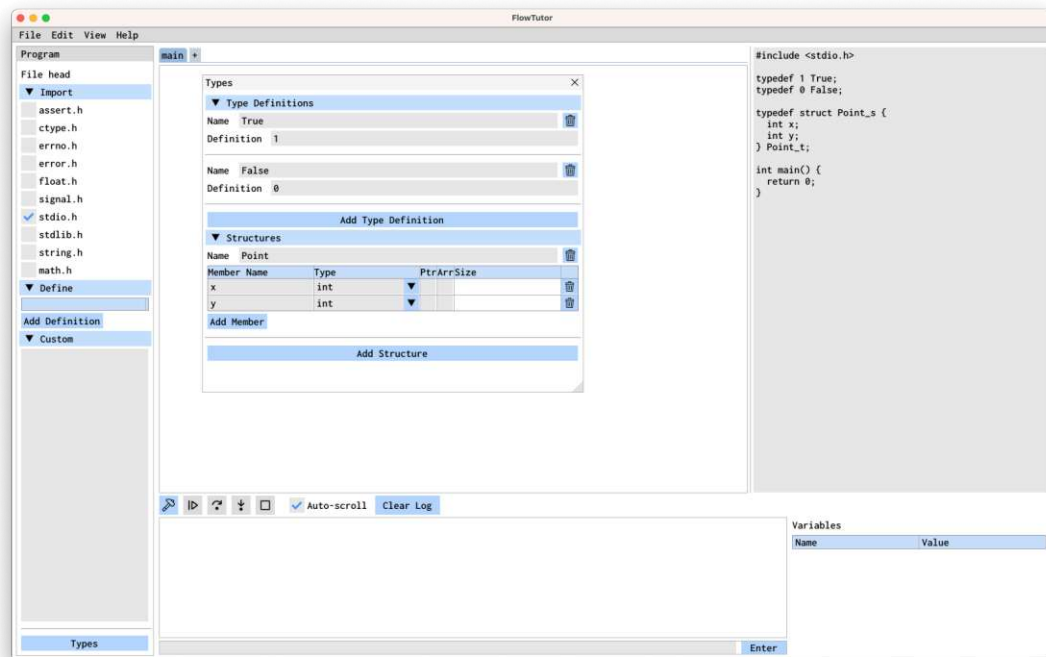 FlowTutor
File Edit View Help
Program
File head
Import
assert.h
ctype.h
errno.h
error.h
float.h
signal.h
stdio.h
stdlib.h
string.h
math.h
Define
Add Definition
Custom
Types
main +
Types
Type Definitions
Name True
Definition 1
Name False
Definition 0
Add Type Definition
Structures
Name Point
Member Name Type Ptr Arr Size
x int
y int
Add Member
Add Structure
#include <stdio.h>
typedef 1 True;
typedef 0 False;
typedef struct Point_s {
int x;
int y;
} Point_t;
int main() {
return 0;
}
Auto-scroll Clear Log
Enter
Variables
Name Value